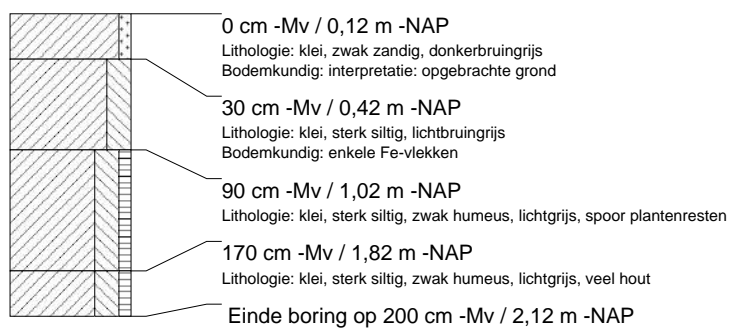 0 cm -Mv / 0,12 m -NAP
Lithologie: klei, zwak zandig, donkerbruingrijs
Bodemkundig: interpretatie: opgebrachte grond
30 cm -Mv / 0,42 m -NAP
Lithologie: klei, sterk siltig, lichtbruingrijs
Bodemkundig: enkele Fe-vlekken
90 cm -Mv / 1,02 m -NAP
Lithologie: klei, sterk siltig, zwak humeus, lichtgrijs, spoor plantenresten
170 cm -Mv / 1,82 m -NAP
Lithologie: klei, sterk siltig, zwak humeus, lichtgrijs, veel hout
Einde boring op 200 cm -Mv / 2,12 m -NAP